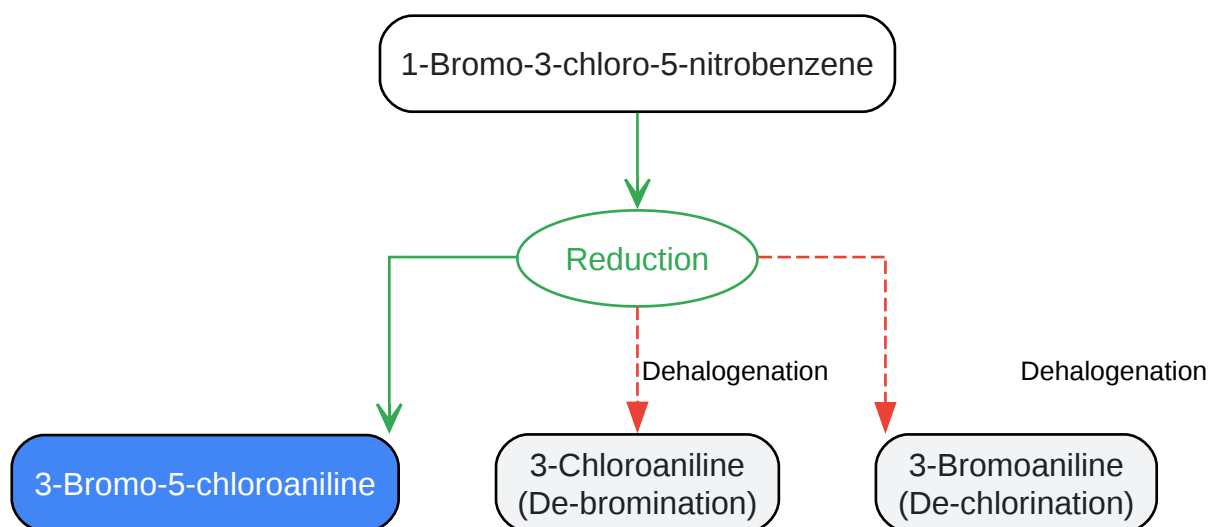 1-Bromo-3-chloro-5-nitrobenzene
Reduction
Dehalogenation
Dehalogenation
3-Bromo-5-chloroaniline
3-Chloroaniline
(De-bromination)
3-Bromoaniline
(De-chlorination)